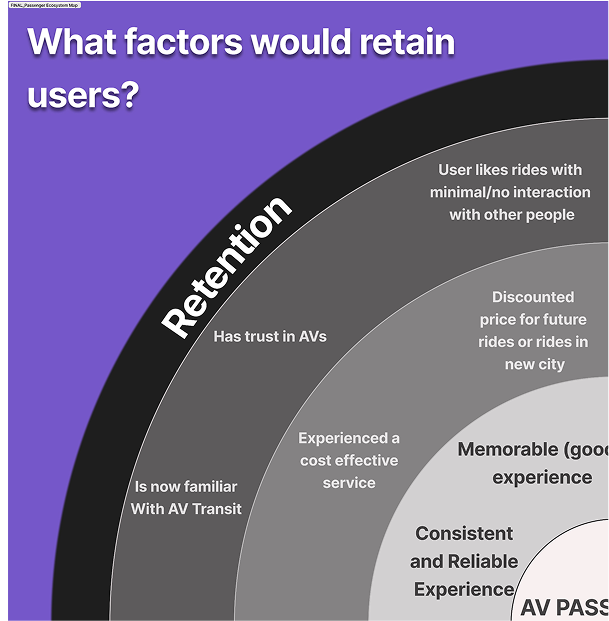 FINAL_Passenger Ecosystem Map
What factors would retain
users?
Retention
User likes rides with
minimal/no interaction
with other people
Has trust in AVs
Discounted
price for future
rides or rides in
new city
Experienced a
cost effective
service
Is now familiar
With AV Transit
Memorable (goo
experience
Consistent
and Reliable
Experience
AV PASS